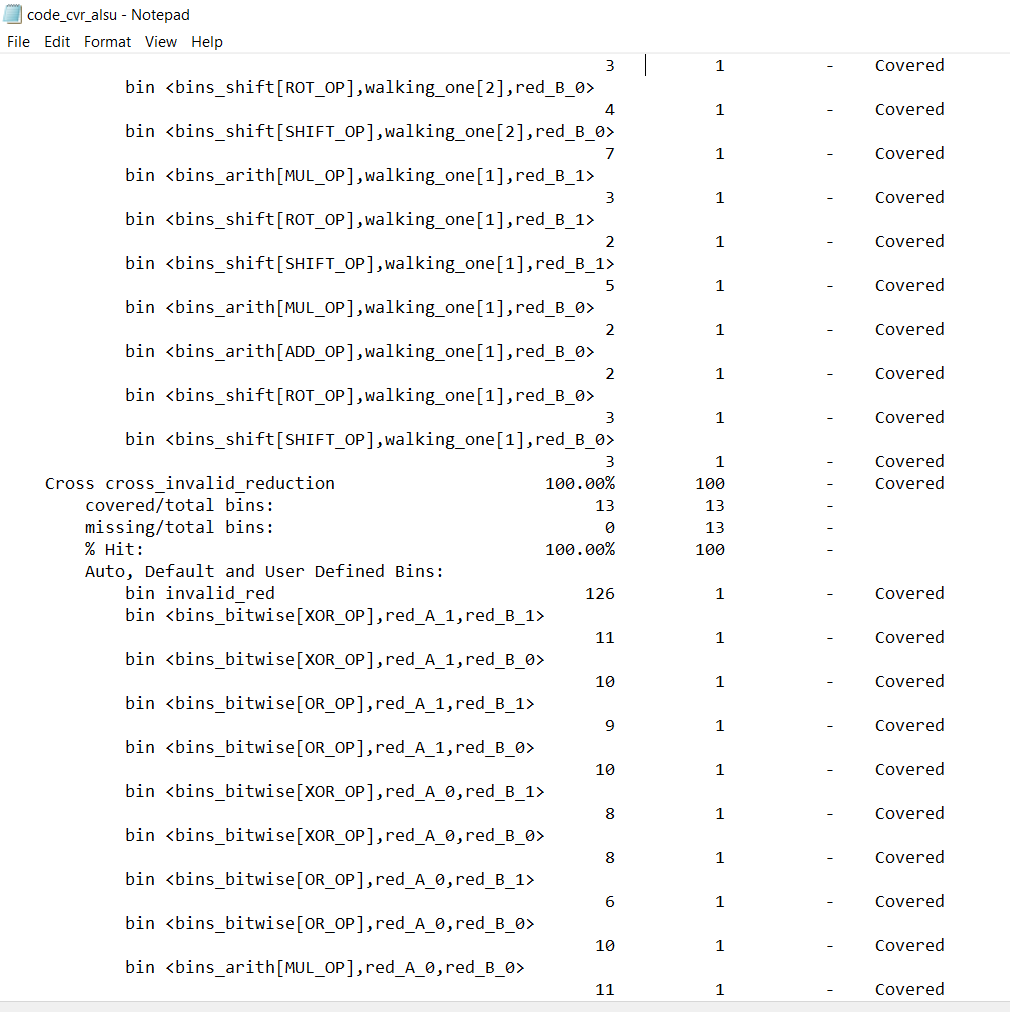 code_cvr_alsu - Notepad
File Edit Format View Help
3 1 - Covered
bin <bins_shift[ROT_OP],walking_one[2],red_B_0>
4 1 - Covered
bin <bins_shift[SHIFT_OP],walking_one[2],red_B_0>
7 1 - Covered
bin <bins_arith[MUL_OP],walking_one[1],red_B_1>
3 1 - Covered
bin <bins_shift[ROT_OP],walking_one[1],red_B_1>
2 1 - Covered
bin <bins_shift[SHIFT_OP],walking_one[1],red_B_1>
5 1 - Covered
bin <bins_arith[MUL_OP],walking_one[1],red_B_0>
2 1 - Covered
bin <bins_arith[ADD_OP],walking_one[1],red_B_0>
2 1 - Covered
bin <bins_shift[ROT_OP],walking_one[1],red_B_0>
3 1 - Covered
bin <bins_shift[SHIFT_OP],walking_one[1],red_B_0>
3 1 - Covered
Cross cross_invalid_reduction 100.00% 100 - Covered
covered/total bins: 13 13 -
missing/total bins: 0 13 -
% Hit: 100.00% 100 -
Auto, Default and User Defined Bins:
bin invalid_red 126 1 - Covered
bin <bins_bitwise[XOR_OP],red_A_1,red_B_1>
11 1 - Covered
bin <bins_bitwise[XOR_OP],red_A_1,red_B_0>
10 1 - Covered
bin <bins_bitwise[OR_OP],red_A_1,red_B_1>
9 1 - Covered
bin <bins_bitwise[OR_OP],red_A_1,red_B_0>
10 1 - Covered
bin <bins_bitwise[XOR_OP],red_A_0,red_B_1>
8 1 - Covered
bin <bins_bitwise[XOR_OP],red_A_0,red_B_0>
8 1 - Covered
bin <bins_bitwise[OR_OP],red_A_0,red_B_1>
6 1 - Covered
bin <bins_bitwise[OR_OP],red_A_0,red_B_0>
10 1 - Covered
bin <bins_arith[MUL_OP],red_A_0,red_B_0>
11 1 - Covered